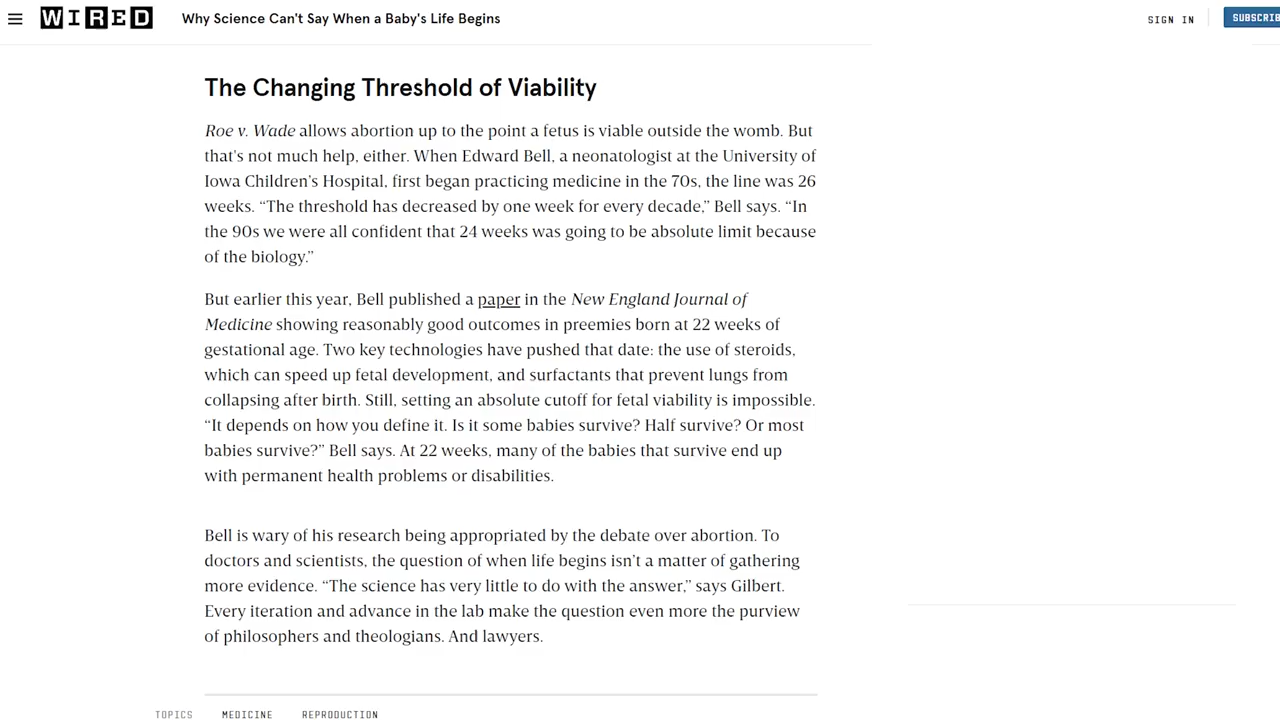 WIRED
Why Science Can't Say When a Baby's Life Begins
SIGN IN
SUBSCRIB
The Changing Threshold of Viability
Roe v. Wade allows abortion up to the point a fetus is viable outside the womb. But
that's not much help, either. When Edward Bell, a neonatologist at the University of
Iowa Children’s Hospital, first began practicing medicine in the 70s, the line was 26
weeks. “The threshold has decreased by one week for every decade,” Bell says. “In
the 90s we were all confident that 24 weeks was going to be absolute limit because
of the biology.”
But earlier this year, Bell published a paper in the New England Journal of
Medicine showing reasonably good outcomes in preemies born at 22 weeks of
gestational age. Two key technologies have pushed that date: the use of steroids,
which can speed up fetal development, and surfactants that prevent lungs from
collapsing after birth. Still, setting an absolute cutoff for fetal viability is impossible.
“It depends on how you define it. Is it some babies survive? Half survive? Or most
babies survive?” Bell says. At 22 weeks, many of the babies that survive end up
with permanent health problems or disabilities.
Bell is wary of his research being appropriated by the debate over abortion. To
doctors and scientists, the question of when life begins isn’t a matter of gathering
more evidence. “The science has very little to do with the answer,” says Gilbert.
Every iteration and advance in the lab make the question even more the purview
of philosophers and theologians. And lawyers.
TOPICS MEDICINE REPRODUCTION